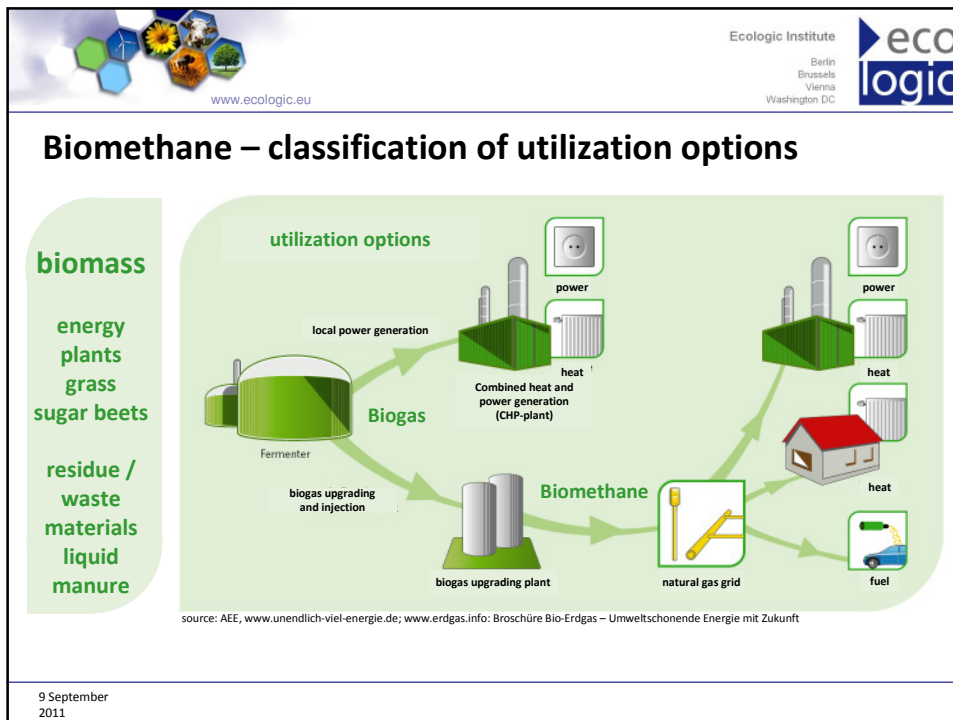 www.ecologic.eu
Ecologic Institute
Berlin
Brussels
Vienna
Washington DC
eco
logic
Biomethane – classification of utilization options
biomass
energy
plants
grass
sugar beets
residue /
waste
materials
liquid
manure
utilization options
power
local power generation
heat
Combined heat and
power generation
(CHP-plant)
Biogas
Fermenter
biogas upgrading
and injection
Biomethane
biogas upgrading plant
natural gas grid
power
heat
heat
fuel
source: AEE, www.unendlich-viel-energie.de; www.erdgas.info: Broschüre Bio-Erdgas – Umweltschonende Energie mit Zukunft
9 September
2011